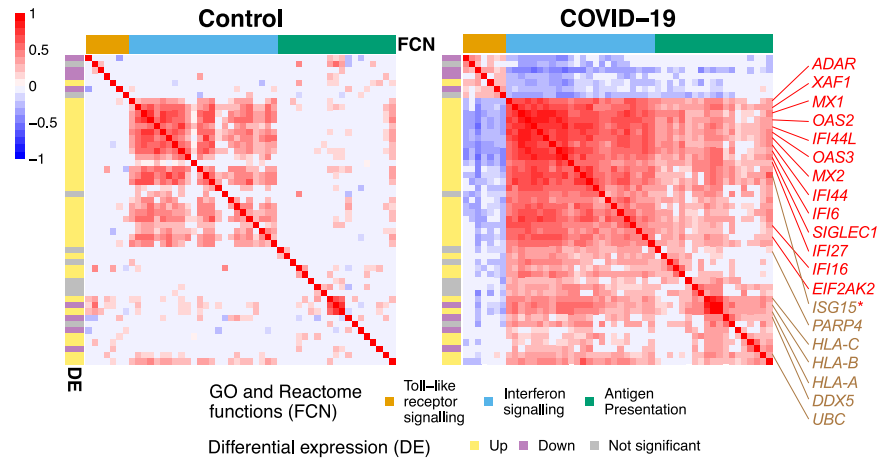 Control
COVID−19
1
0.5
0
−0.5
−1
FCN
DE
ADAR
XAF1
MX1
OAS2
IFI44L
OAS3
MX2
IFI44
IFI6
SIGLEC1
IFI27
IFI16
EIF2AK2
ISG15*
PARP4
HLA-C
HLA-B
HLA-A
DDX5
UBC
GO and Reactome
functions (FCN)
Toll−like
receptor
signalling
Interferon
signalling
Antigen
Presentation
Differential expression (DE)
Up
Down
Not significant